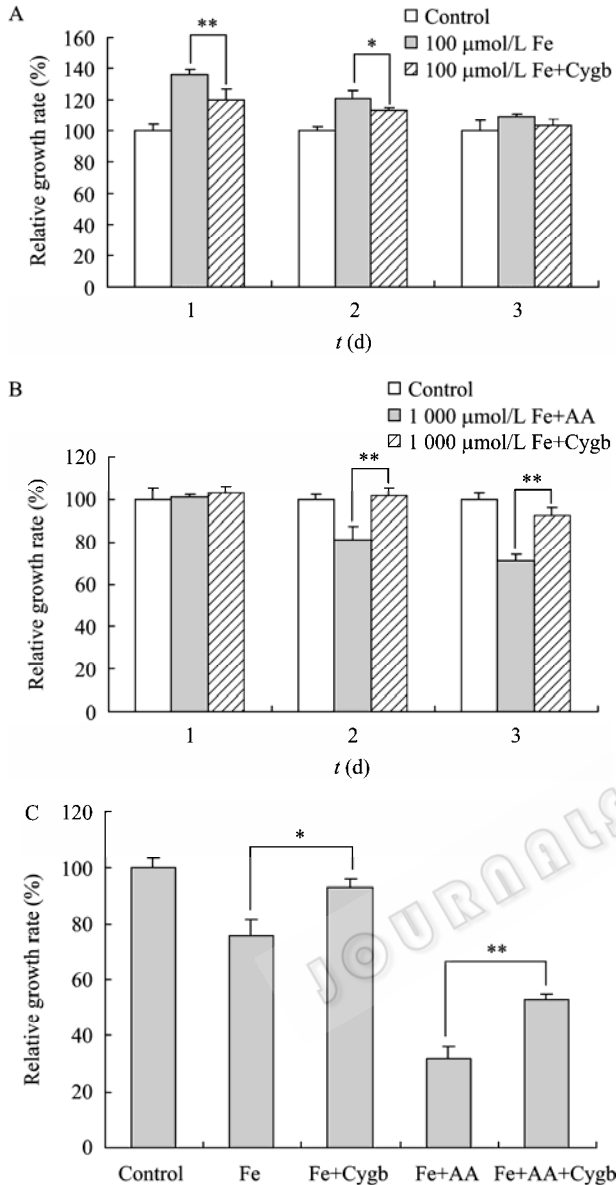 A
Control
100 μmol/L Fe
100 μmol/L Fe+Cygb
Relative growth rate (%)
160
140
120
100
80
60
40
20
0
**
*
1 2 3
t (d)
B
Control
1 000 μmol/L Fe+AA
1 000 μmol/L Fe+Cygb
Relative growth rate (%)
120
100
80
60
40
20
0
**
**
1 2 3
t (d)
C
Relative growth rate (%)
120
100
80
60
40
20
0
*
**
Control Fe Fe+Cygb Fe+AA Fe+AA+Cygb
JOURNALS